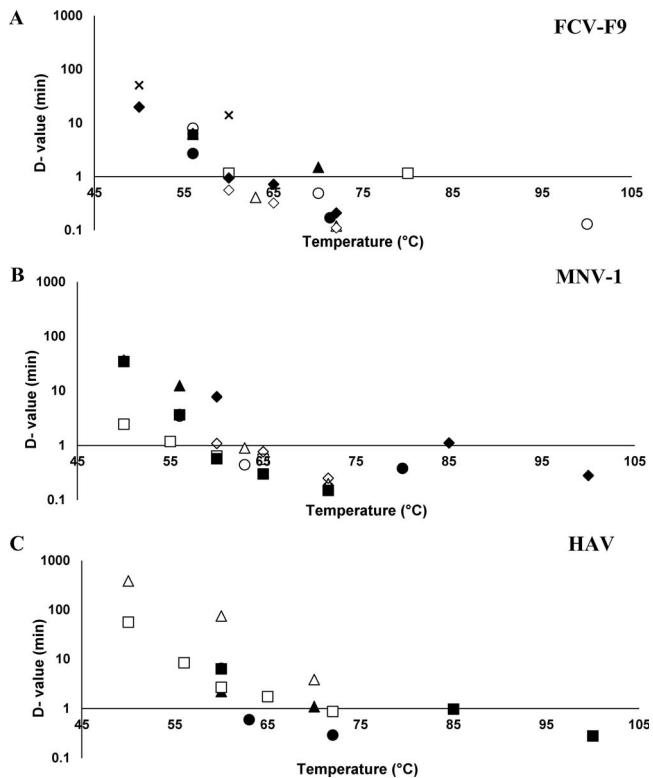 A
FCV-F9
1000
100
10
1
0.1
D- value (min)
45 55 65 75 85 95 105
Temperature (°C)
B
MNV-1
1000
100
10
1
0.1
D- value (min)
45 55 65 75 85 95 105
Temperature (°C)
C
HAV
1000
100
10
1
0.1
D- value (min)
45 55 65 75 85 95 105
Temperature (°C)